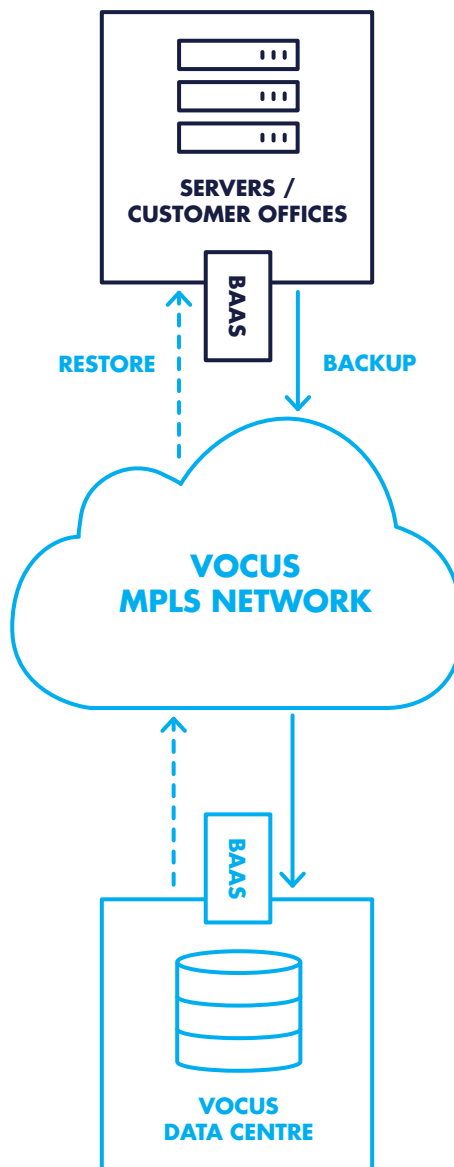 SERVERS /
CUSTOMER OFFICES
BAAS
RESTORE
BACKUP
VOCUS
MPLS NETWORK
BAAS
VOCUS
DATA CENTRE